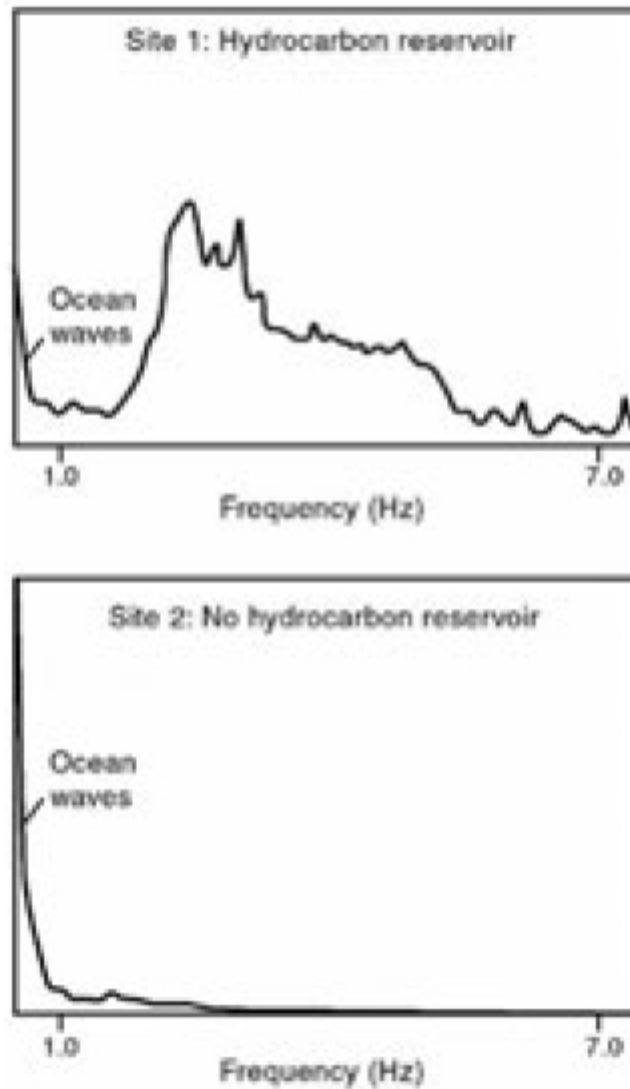 Site 1: Hydrocarbon reservoir
Ocean
waves
1.0
7.0
Frequency (Hz)
Site 2: No hydrocarbon reservoir
Ocean
waves
1.0
7.0
Frequency (Hz)